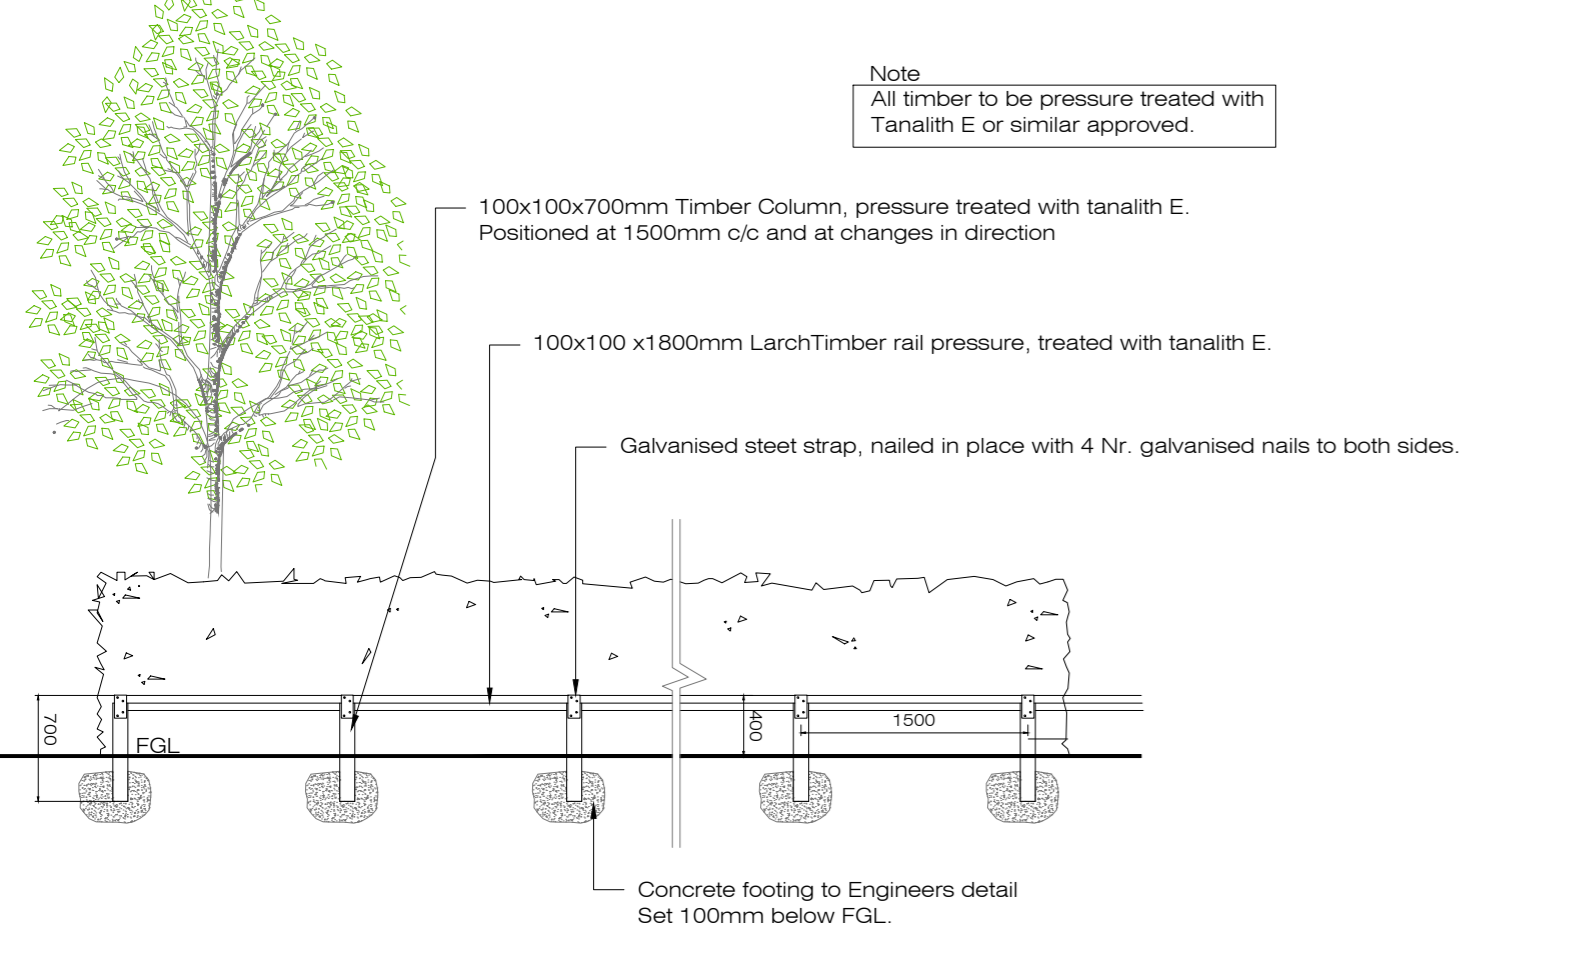 Note
All timber to be pressure treated with
Tanalith E or similar approved.
100x100x700mm Timber Column, pressure treated with tanalith E.
Positioned at 1500mm c/c and at changes in direction
100x100 x1800mm LarchTimber rail pressure, treated with tanalith E.
Galvanised steet strap, nailed in place with 4 Nr. galvanised nails to both sides.
700
FGL
400
1500
Concrete footing to Engineers detail
Set 100mm below FGL.